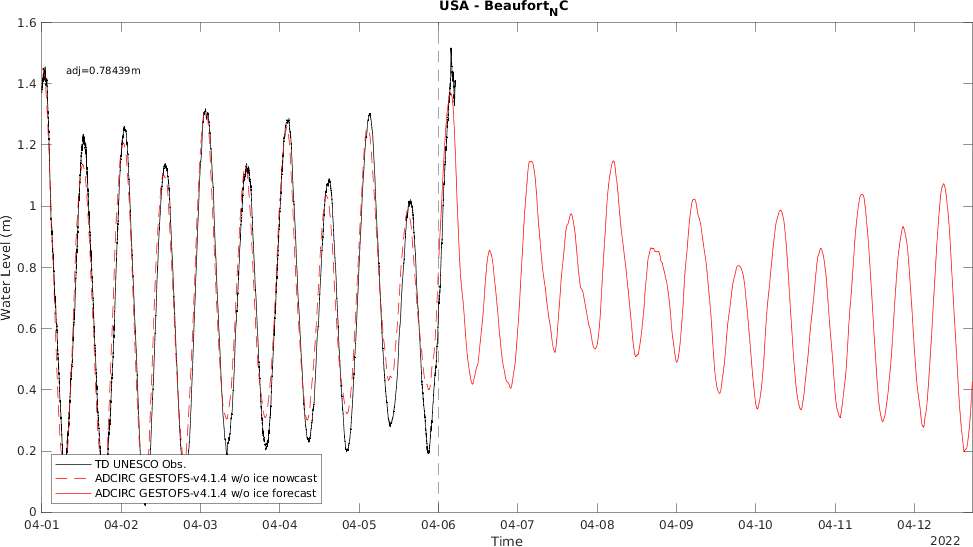 USA - Beaufort_NC
adj=0.78439m
1.6
1.4
1.2
1
0.8
0.6
0.4
0.2
0
Water Level (m)
TD UNESCO Obs.
ADCIRC GESTOFS-v4.1.4 w/o ice nowcast
ADCIRC GESTOFS-v4.1.4 w/o ice forecast
04-01 04-02 04-03 04-04 04-05 04-06 04-07 04-08 04-09 04-10 04-11 04-12
Time
2022